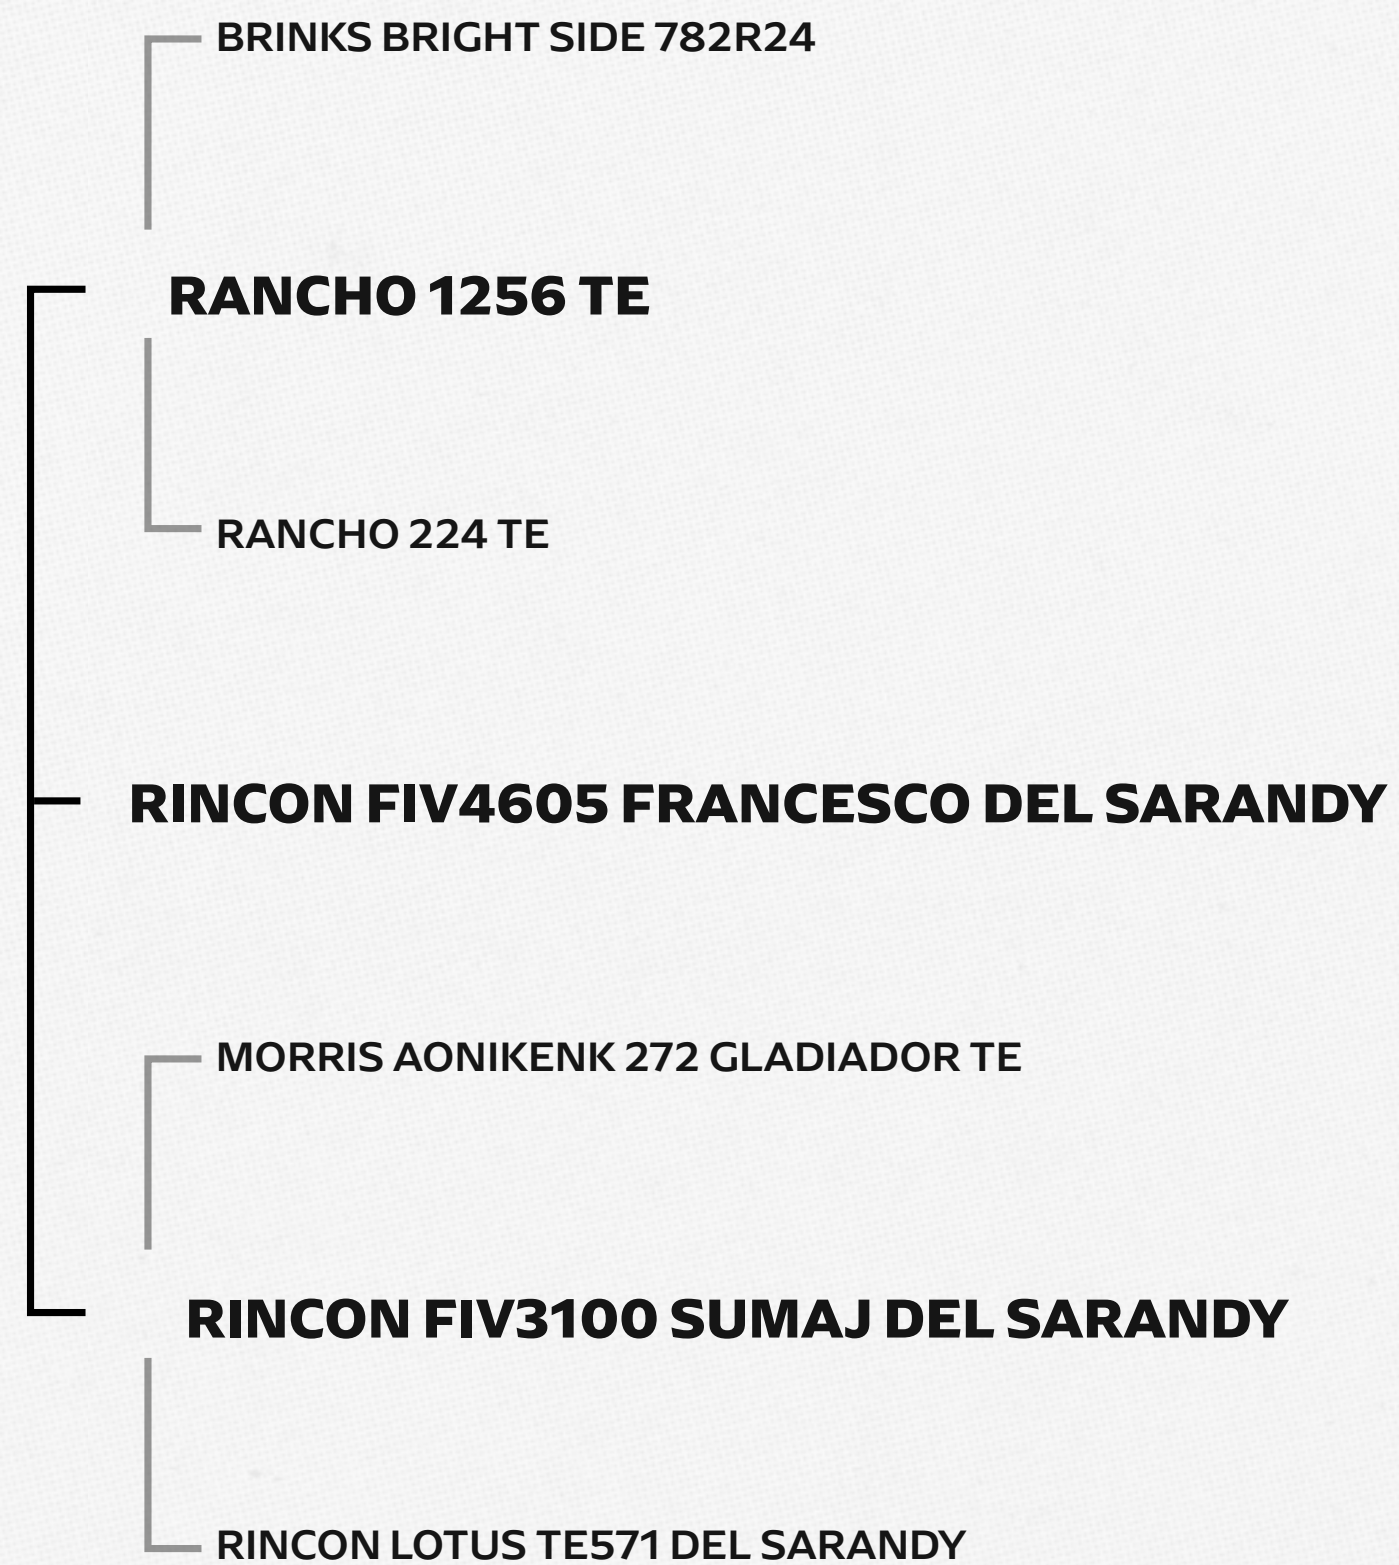 BRINKS BRIGHT SIDE 782R24
RANCHO 1256 TE
RANCHO 224 TE
RINCON FIV4605 FRANCESCO DEL SARANDY
MORRIS AONIKENK 272 GLADIADOR TE
RINCON FIV3100 SUMAJ DEL SARANDY
RINCON LOTUS TE571 DEL SARANDY